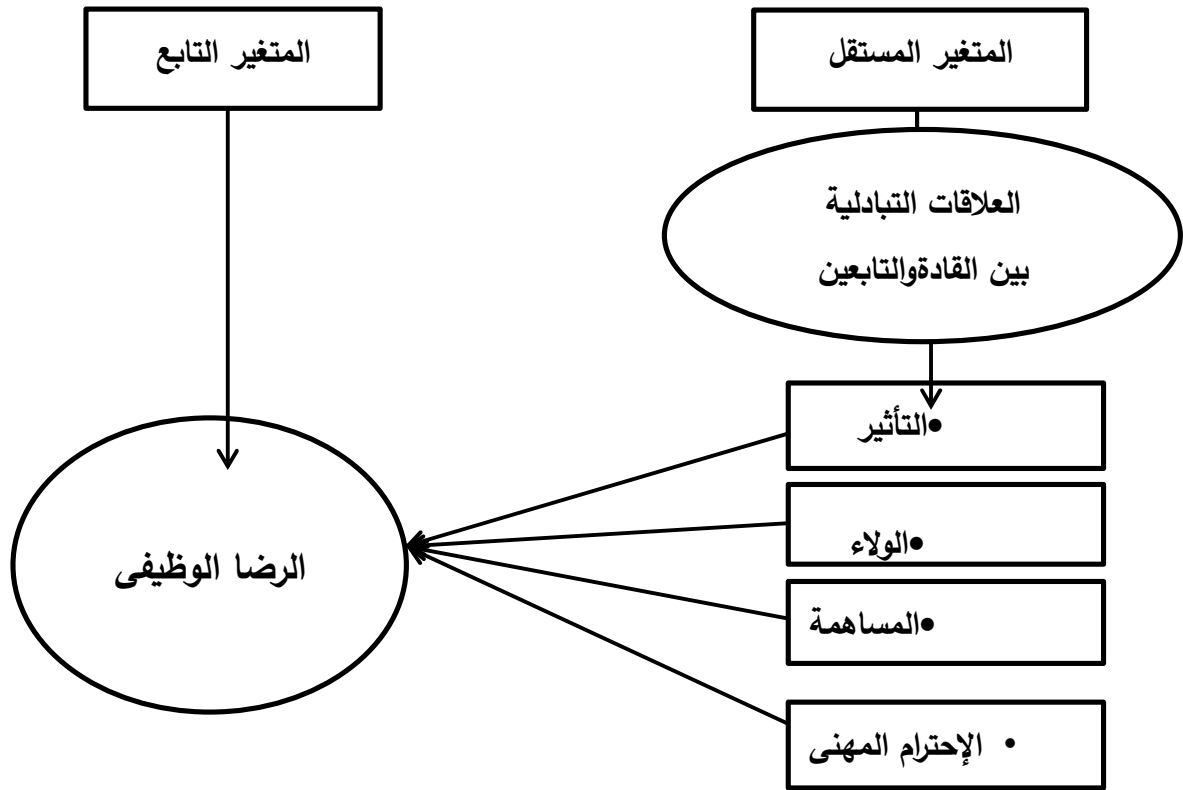 المتغير المستقل
المتغير التابع
العلاقات التبادلية
بين القادةوالتابعين
•التأثير
•الولاء
•المساهمة
• الإحترام المهنى
الرضا الوظيفى